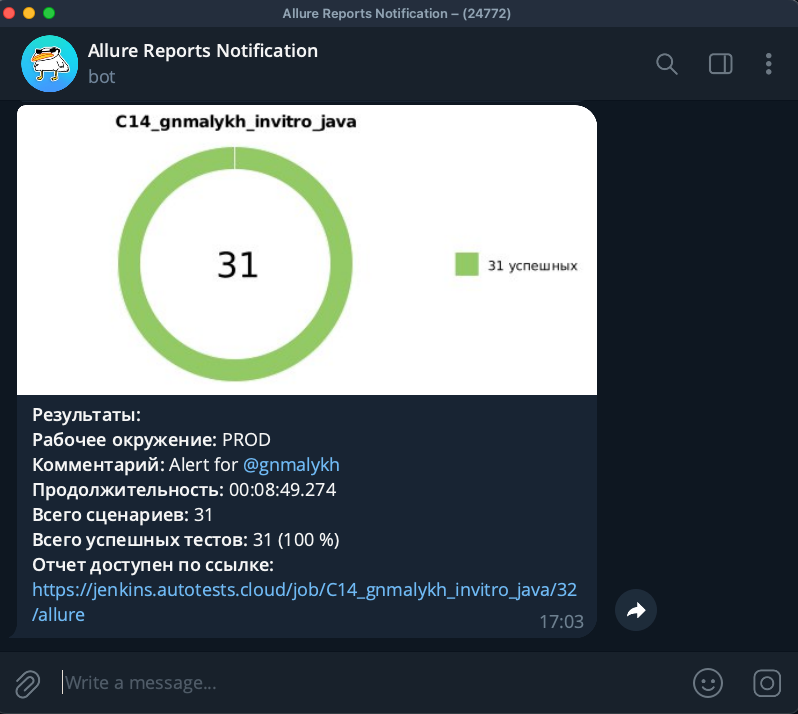 Allure Reports Notification – (24772)
Allure Reports Notification
bot
C14_gnmalykh_invitro_java
31
31 успешных
Результаты:
Рабочее окружение: PROD
Комментарий: Alert for @gnmalykh
Продолжительность: 00:08:49.274
Всего сценариев: 31
Всего успешных тестов: 31 (100 %)
Отчет доступен по ссылке:
https://jenkins.autotests.cloud/job/C14_gnmalykh_invitro_java/32
/allure
17:03
Write a message...